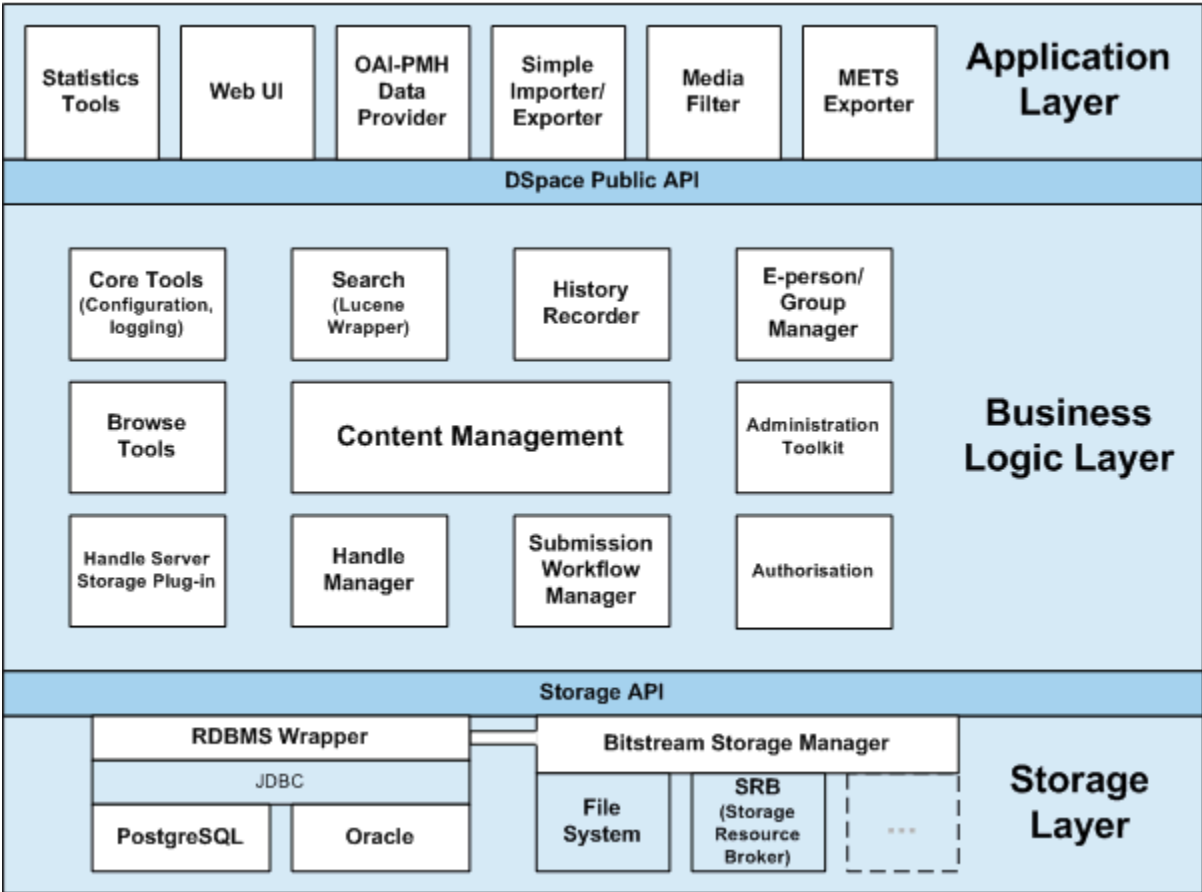 Statistics
Tools
Web UI
OAI-PMH
Data
Provider
Simple
Importer/
Exporter
Media
Filter
METS
Exporter
Application
Layer
DSpace Public API
Core Tools
(Configuration,
logging)
Search
(Lucene
Wrapper)
History
Recorder
E-person/
Group
Manager
Browse
Tools
Content Management
Administration
Toolkit
Business
Logic Layer
Handle Server
Storage Plug-in
Handle
Manager
Submission
Workflow
Manager
Authorisation
Storage API
RDBMS Wrapper
JDBC
PostgreSQL
Oracle
Bitstream Storage Manager
File
System
SRB
(Storage
Resource
Broker)
...
Storage
Layer